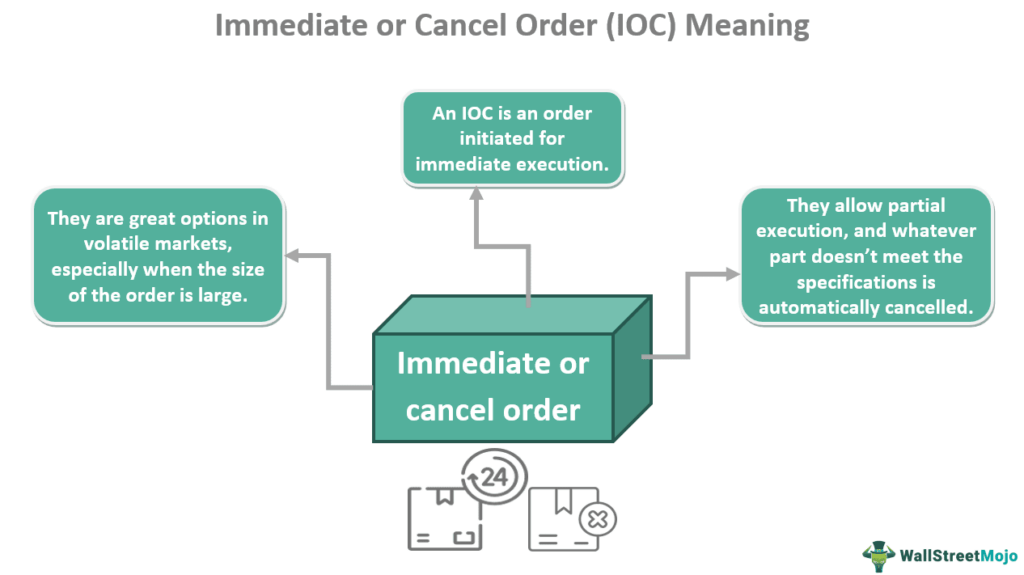 Immediate or Cancel Order (IOC) Meaning
An IOC is an order
initiated for
immediate execution.
They are great options in
volatile markets,
especially when the size
of the order is large.
They allow partial
execution, and whatever
part doesn’t meet the
specifications is
automatically cancelled.
Immediate or
cancel order
24
WallStreetMojo